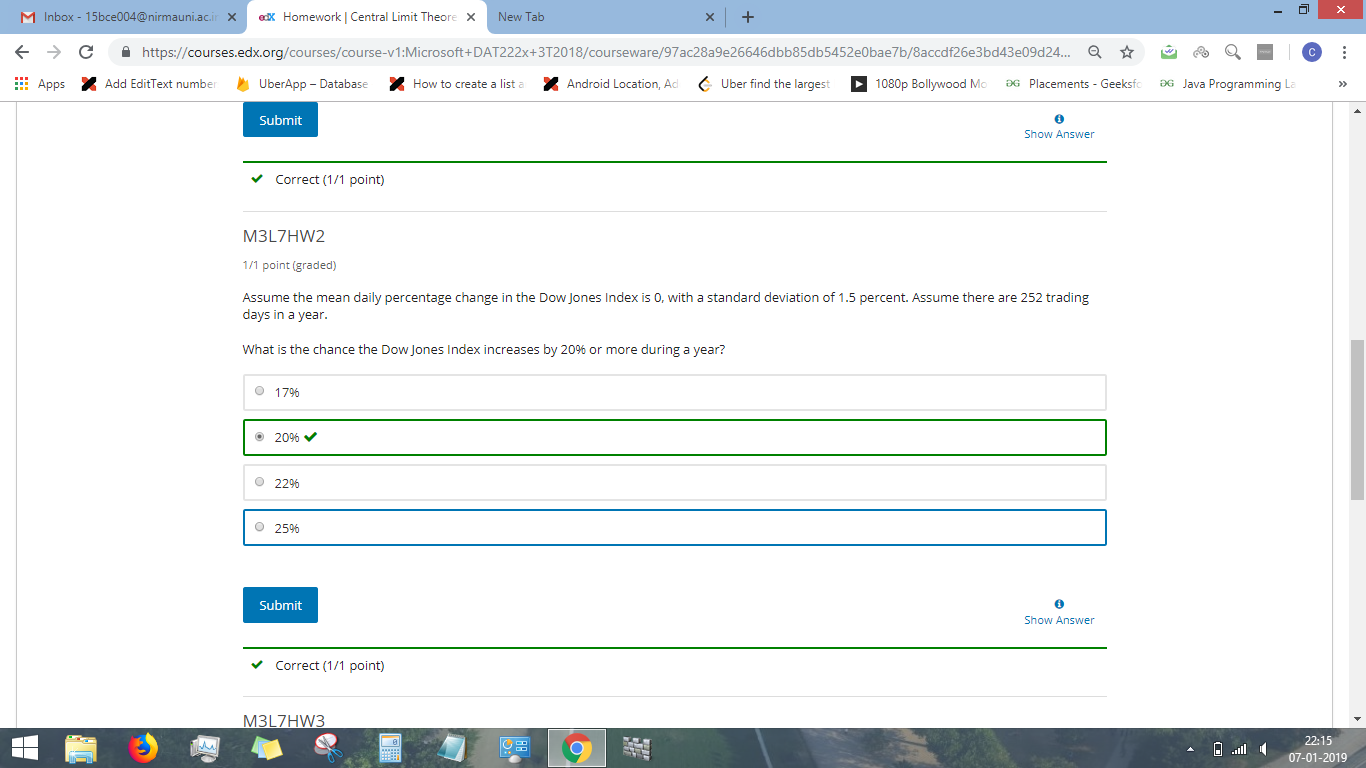 Inbox - 15bce004@nirmauni.ac.in
edX Homework | Central Limit Theore
New Tab
https://courses.edx.org/courses/course-v1:Microsoft+DAT222x+3T2018/courseware/97ac28a9e26646dbb85db5452e0bae7b/8accdf26e3bd43e09d24...
C
Apps
Add EditText number
UberApp – Database
How to create a list a
Android Location, Ad
Uber find the largest
1080p Bollywood Mo
Placements - Geeksfo
Java Programming La
»
Submit
Show Answer
Correct (1/1 point)
M3L7HW2
1/1 point (graded)
Assume the mean daily percentage change in the Dow Jones Index is 0, with a standard deviation of 1.5 percent. Assume there are 252 trading
days in a year.
What is the chance the Dow Jones Index increases by 20% or more during a year?
17%
20%
22%
25%
Submit
Show Answer
Correct (1/1 point)
M3L7HW3
22:15
07-01-2019